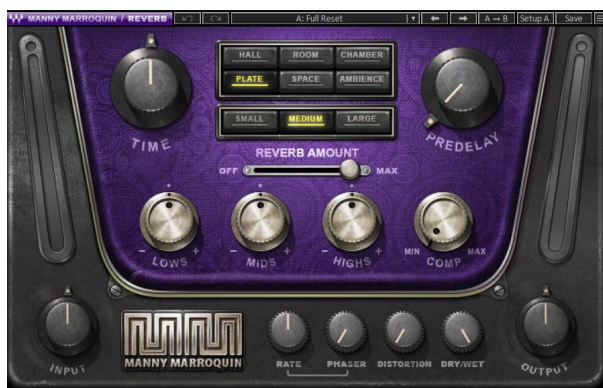 MANNY MARROQUIN / REVERB A: Full Reset A → B Setup A Save
HALL ROOM CHAMBER
PLATE SPACE AMBIENCE
SMALL MEDIUM LARGE
TIME PREDELAY
REVERB AMOUNT
OFF MAX
- + - + - + MIN MAX
LOWS MIDS HIGHS COMP
INPUT MANNY MARROQUIN RATE PHASER DISTORTION DRY/WET OUTPUT